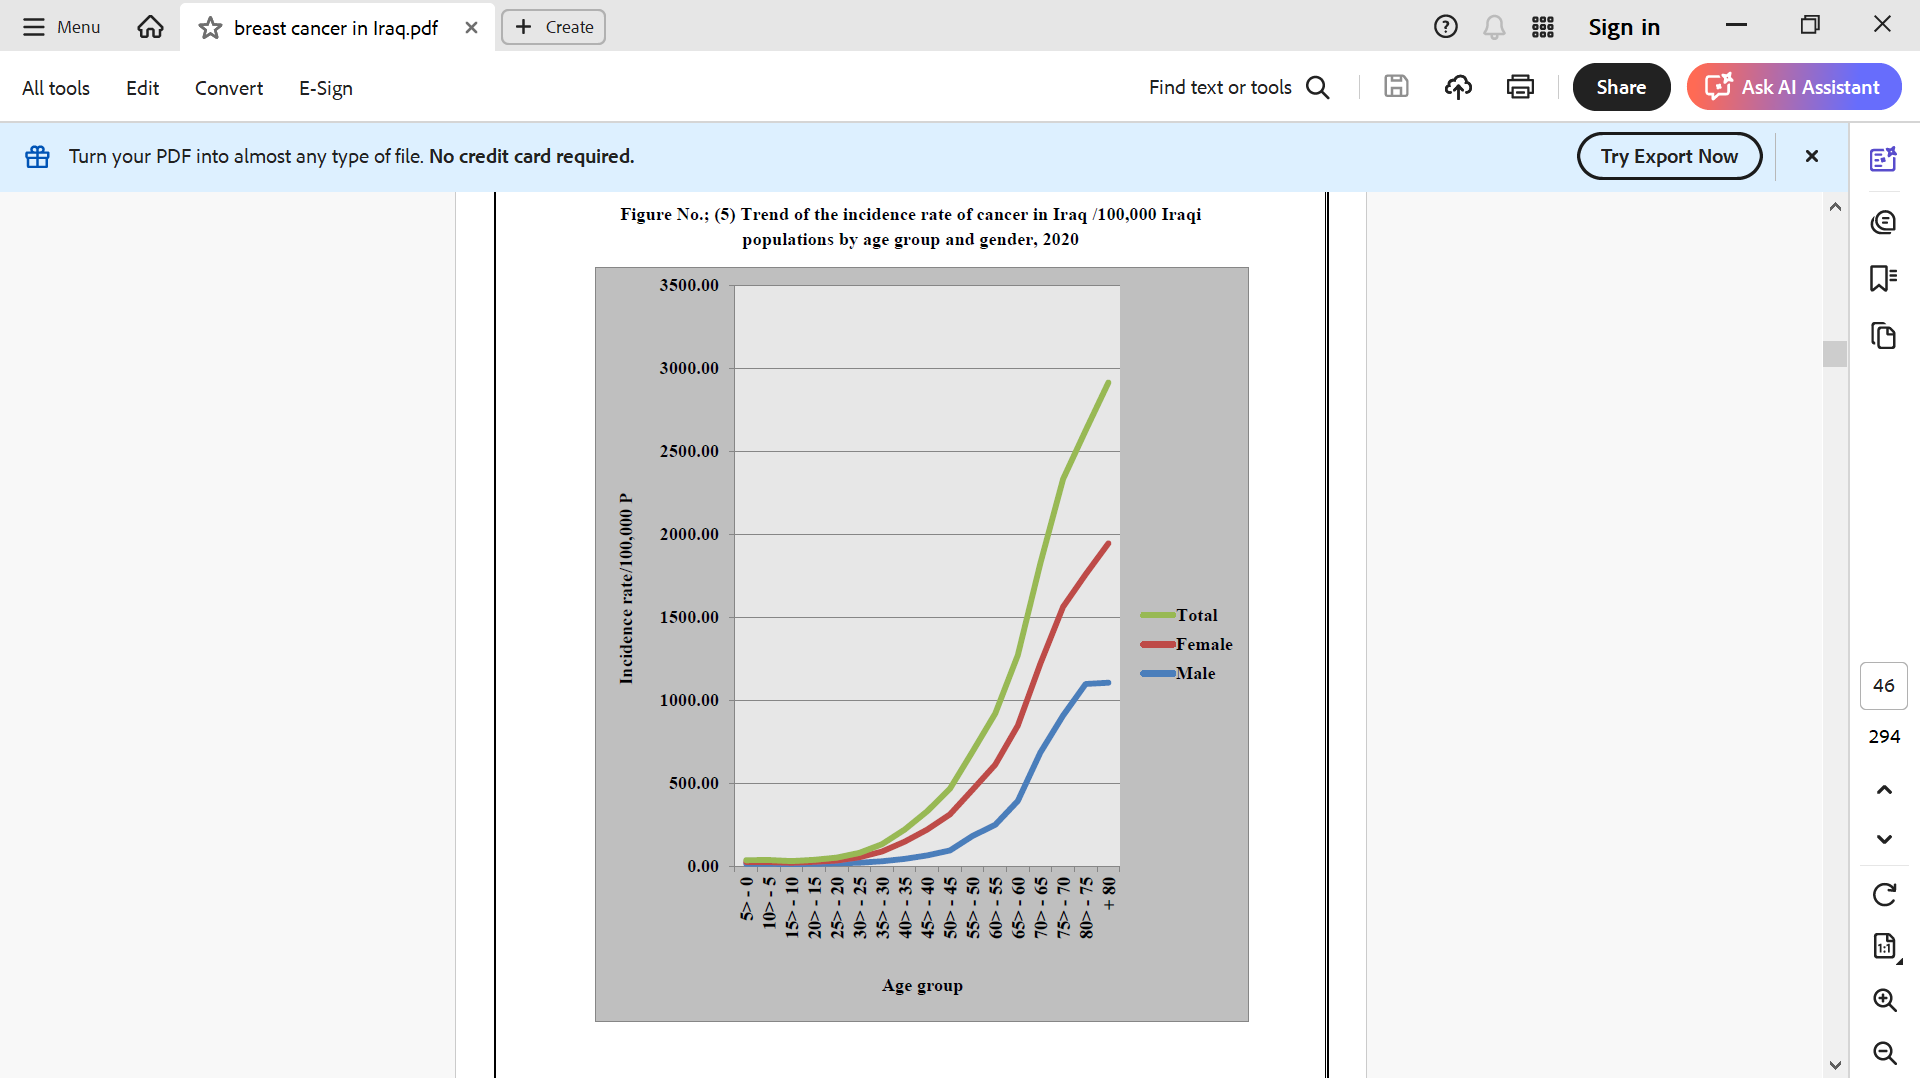 Menu
breast cancer in Iraq.pdf
Create
Sign in
All tools
Edit
Convert
E-Sign
Find text or tools
Share
Ask AI Assistant
Turn your PDF into almost any type of file. No credit card required.
Try Export Now
Figure No.; (5) Trend of the incidence rate of cancer in Iraq /100,000 Iraqi
populations by age group and gender, 2020
3500.00
3000.00
2500.00
2000.00
1500.00
1000.00
500.00
0.00
Incidence rate/100,000 P
Total
Female
Male
5> - 0
10> - 5
15> - 10
20> - 15
25> - 20
30> - 25
35> - 30
40> - 35
45> - 40
50> - 45
55> - 50
60> - 55
65> - 60
70> - 65
75> - 70
80> - 75
+ 80
Age group
46
294
1:1